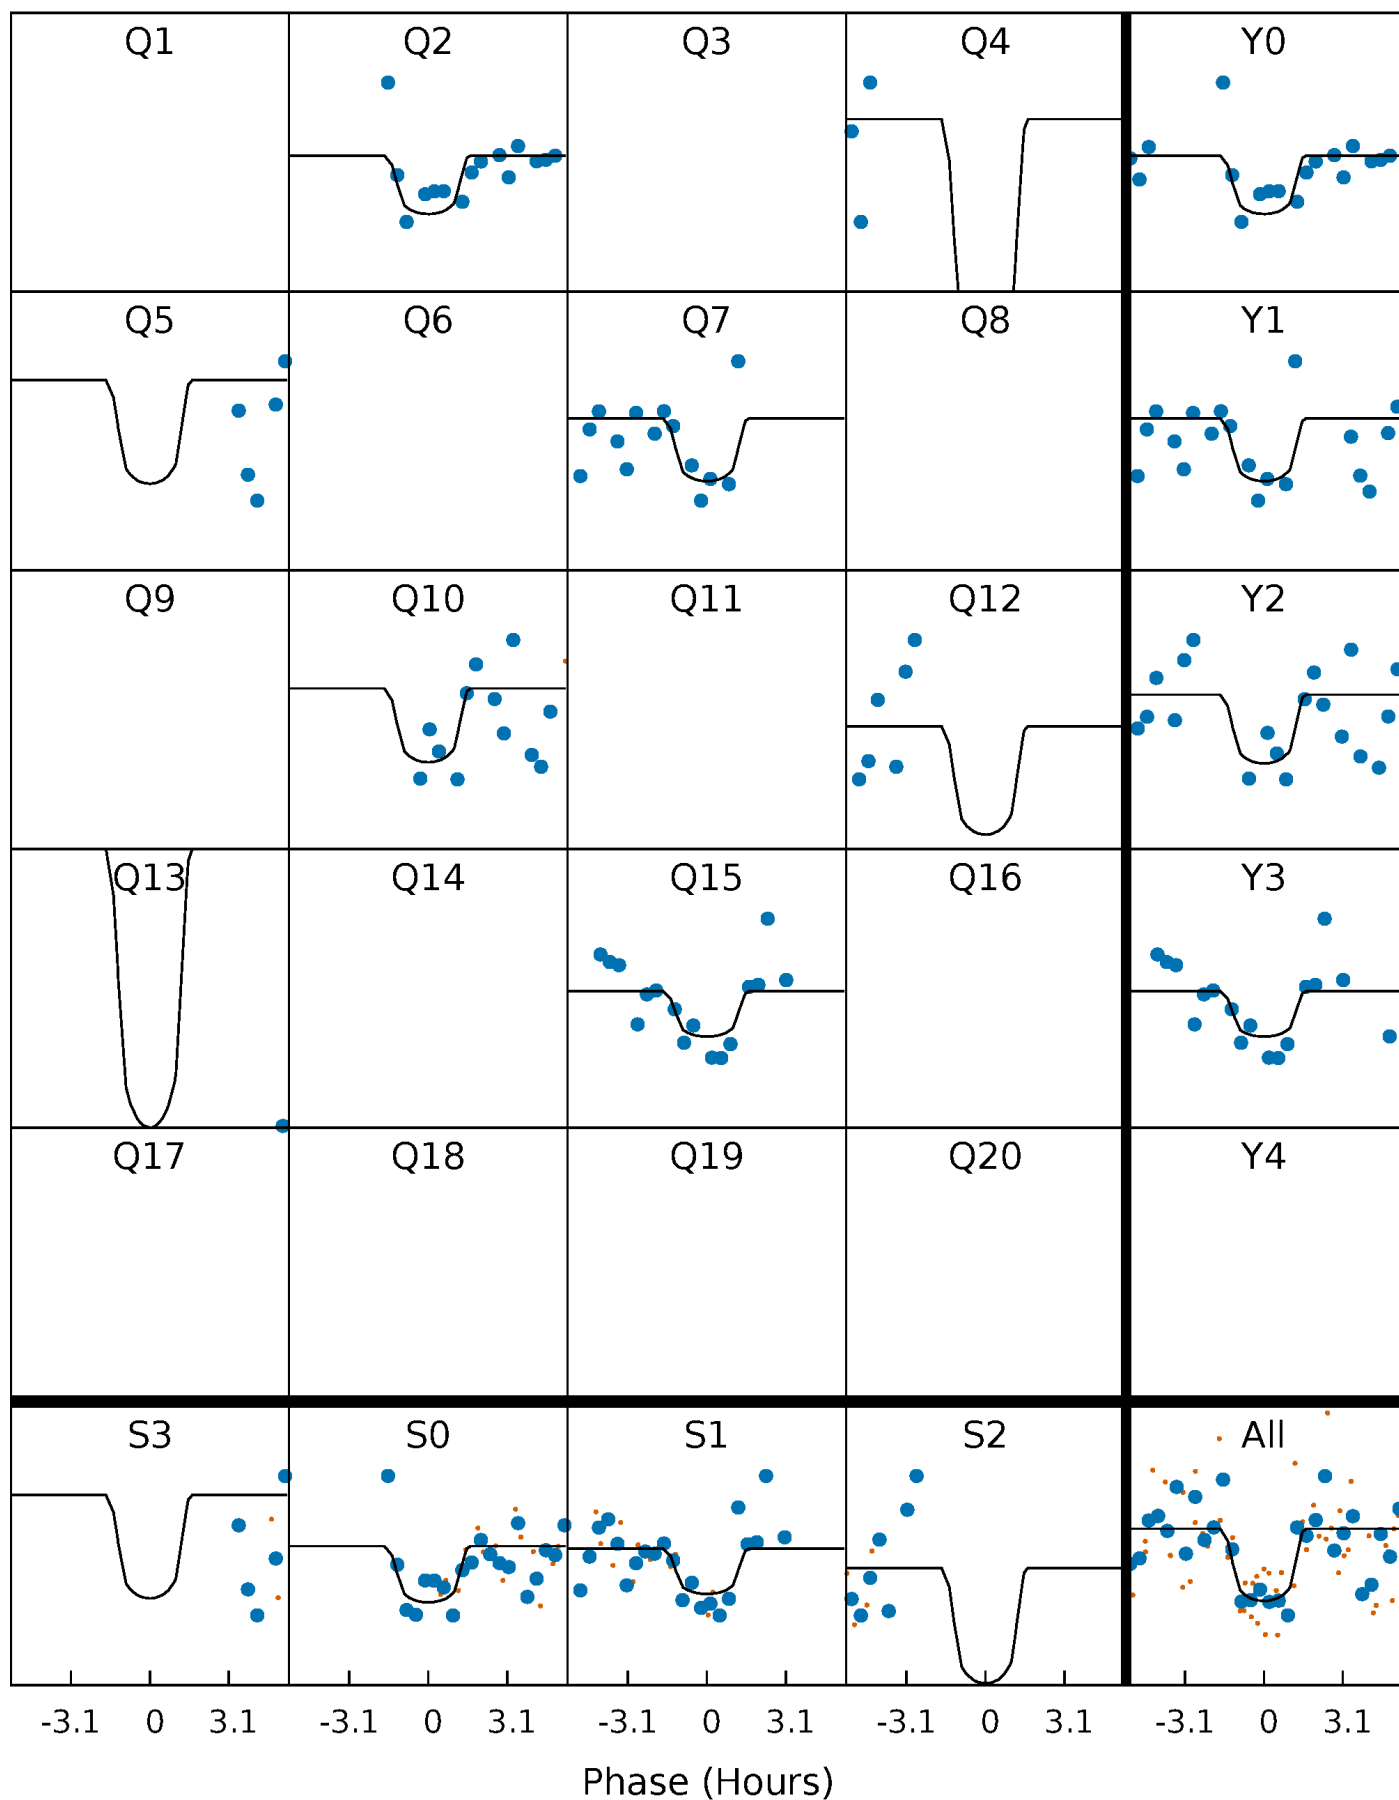 Q1 Q2 Q3 Q4 Y0
Q5 Q6 Q7 Q8 Y1
Q9 Q10 Q11 Q12 Y2
Q13 Q14 Q15 Q16 Y3
Q17 Q18 Q19 Q20 Y4
S3 S0 S1 S2 All
-3.1 0 3.1 -3.1 0 3.1 -3.1 0 3.1 -3.1 0 3.1 -3.1 0 3.1
Phase (Hours)